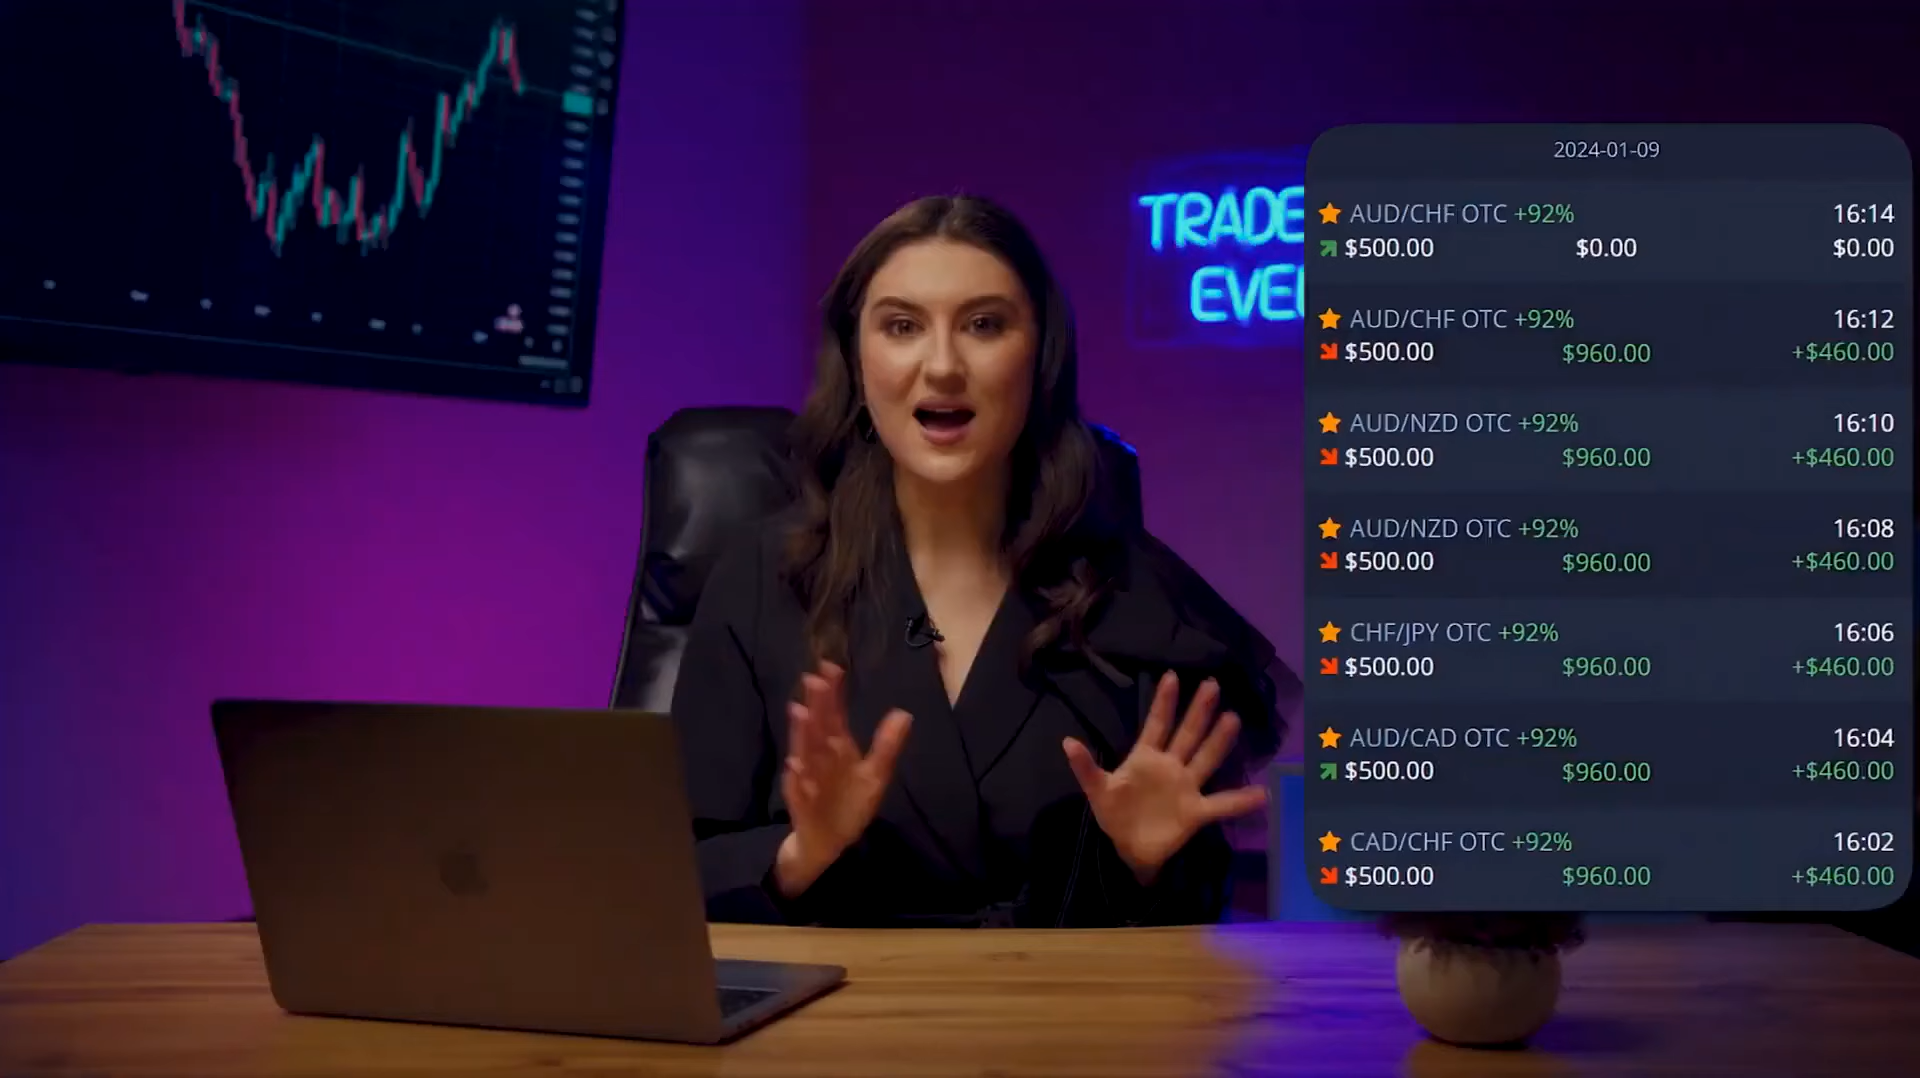 TRADE
EVE
2024-01-09
AUD/CHF OTC +92% 16:14
$500.00 $0.00 $0.00
AUD/CHF OTC +92% 16:12
$500.00 $960.00 +$460.00
AUD/NZD OTC +92% 16:10
$500.00 $960.00 +$460.00
AUD/NZD OTC +92% 16:08
$500.00 $960.00 +$460.00
CHF/JPY OTC +92% 16:06
$500.00 $960.00 +$460.00
AUD/CAD OTC +92% 16:04
$500.00 $960.00 +$460.00
CAD/CHF OTC +92% 16:02
$500.00 $960.00 +$460.00